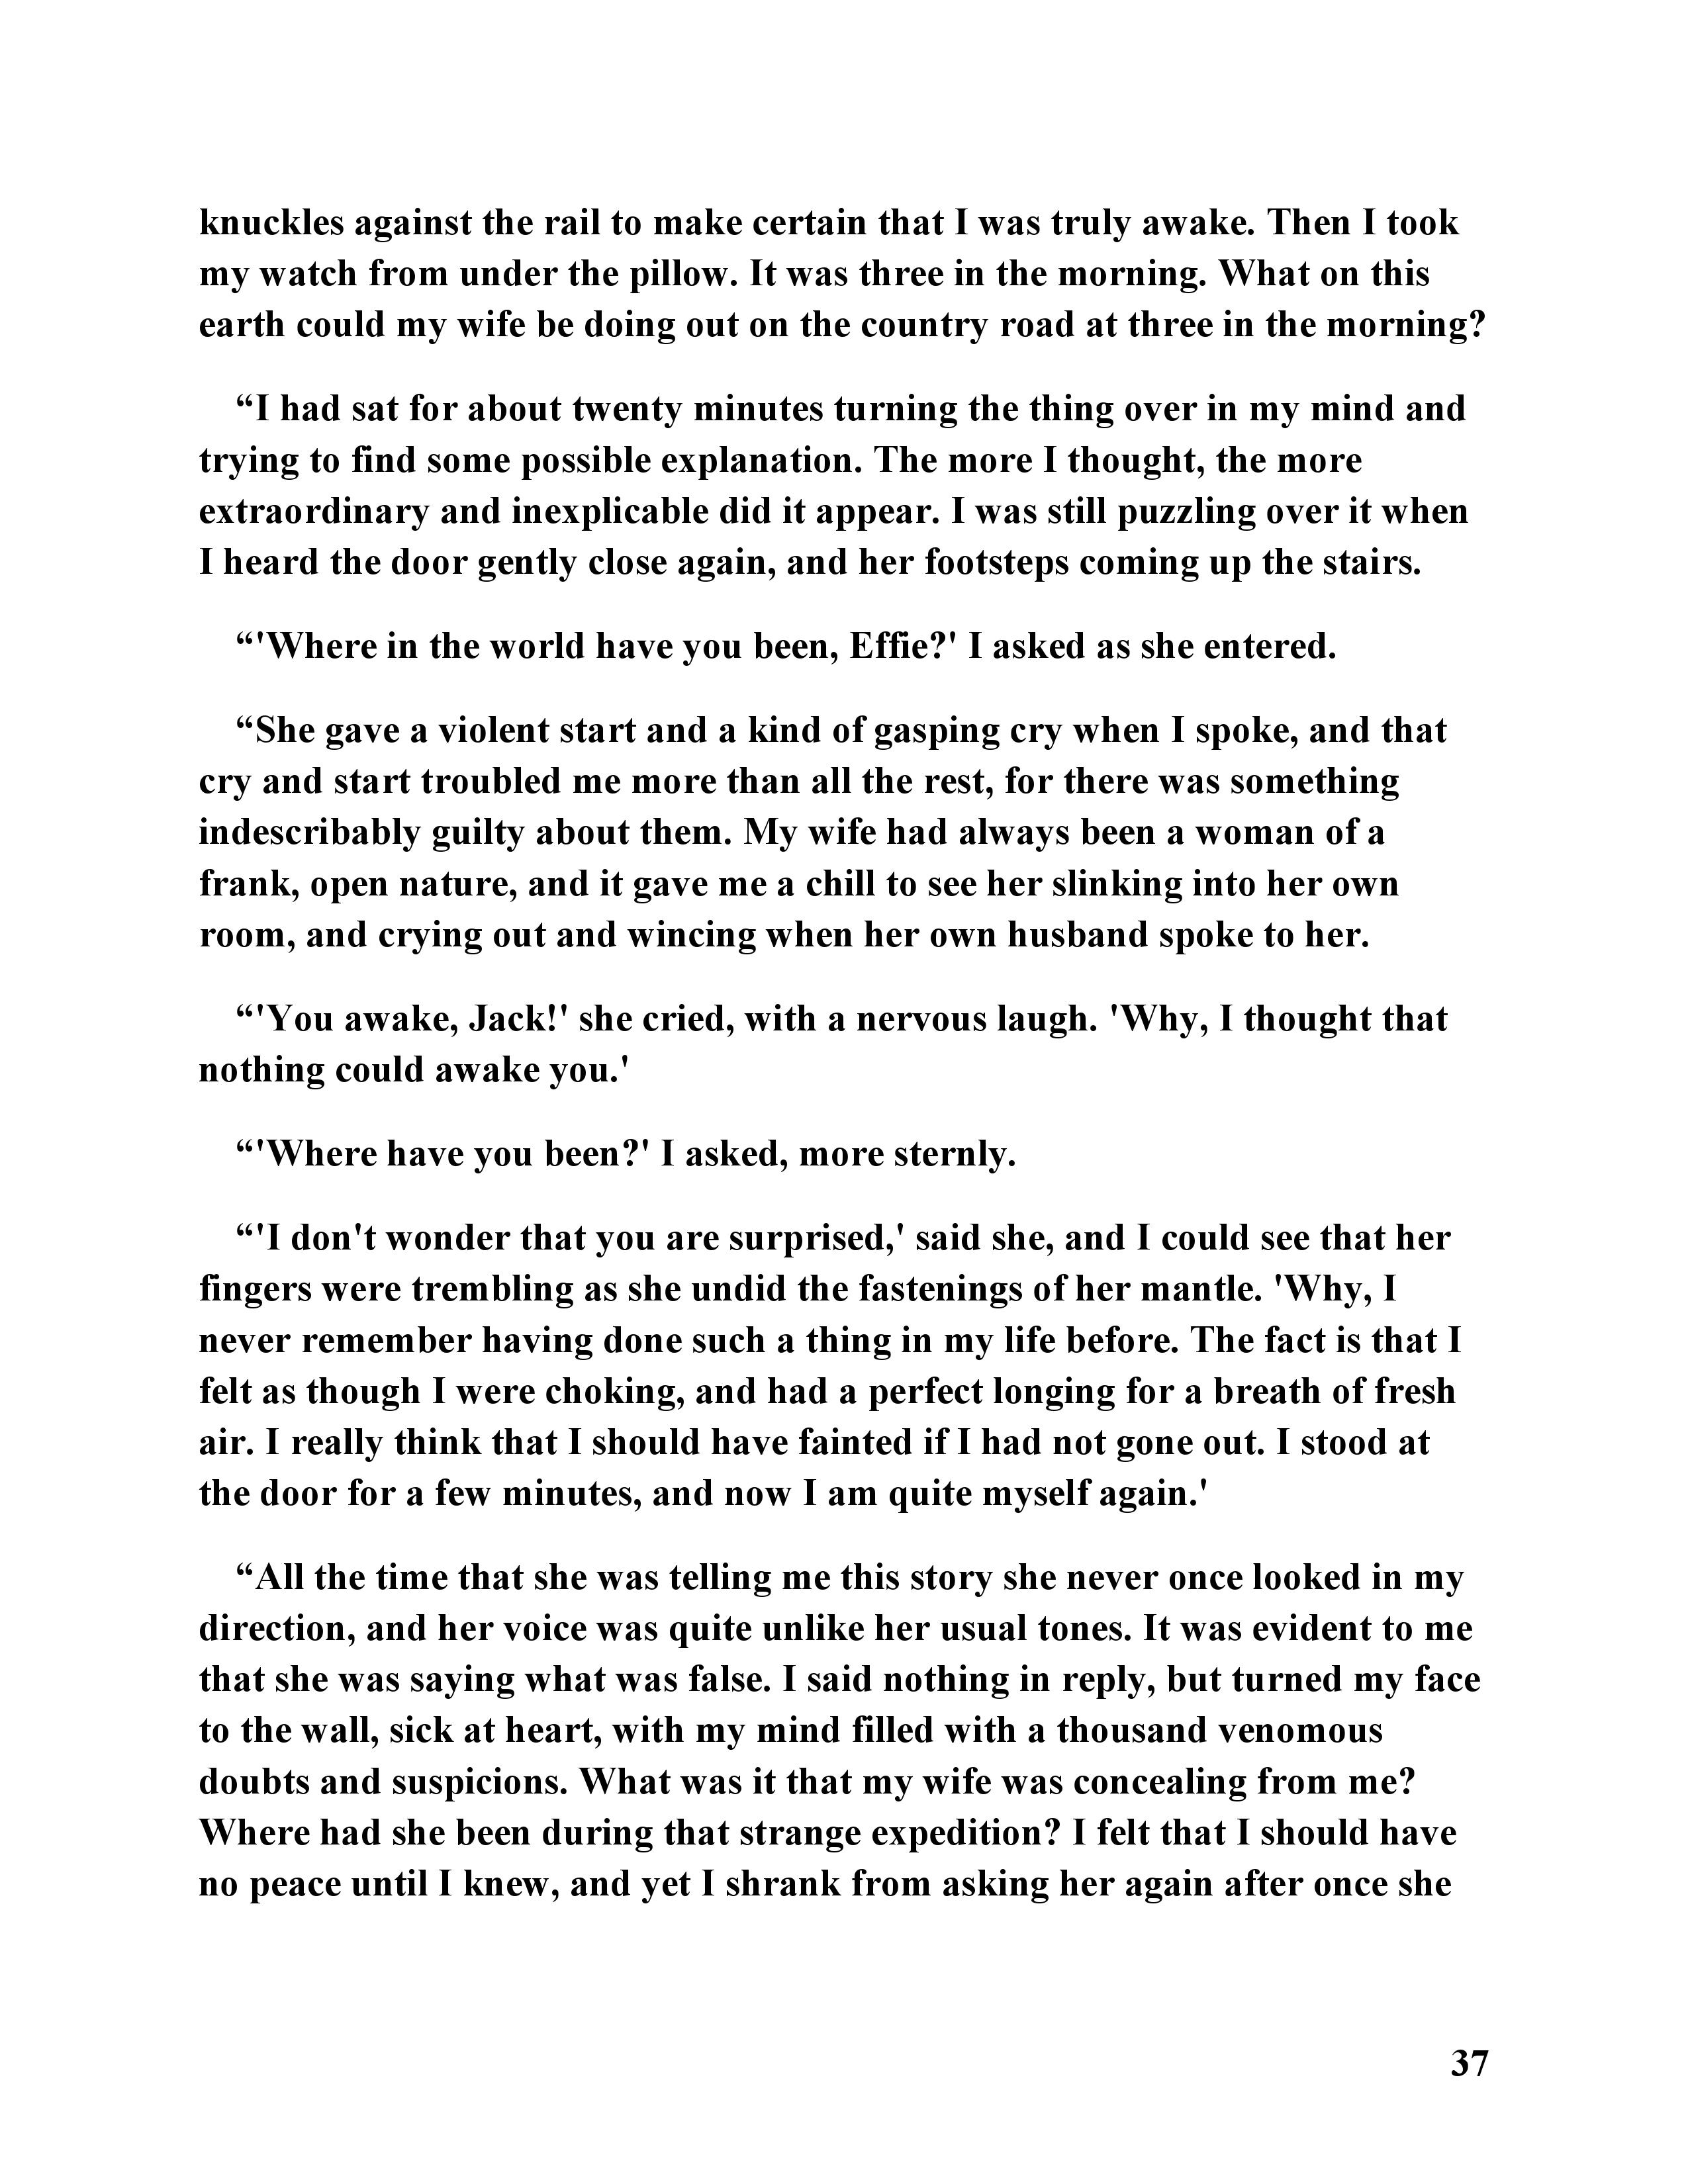 knuckles against the rail to make certain that I was truly awake. Then I took
my watch from under the pillow. It was three in the morning. What on this
earth could my wife be doing out on the country road at three in the morning?
“I had sat for about twenty minutes turning the thing over in my mind and
trying to find some possible explanation. The more I thought, the more
extraordinary and inexplicable did it appear. I was still puzzling over it when
I heard the door gently close again, and her footsteps coming up the stairs.
“'Where in the world have you been, Effie?' I asked as she entered.
“She gave a violent start and a kind of gasping cry when I spoke, and that
cry and start troubled me more than all the rest, for there was something
indescribably guilty about them. My wife had always been a woman of a
frank, open nature, and it gave me a chill to see her slinking into her own
room, and crying out and wincing when her own husband spoke to her.
“'You awake, Jack!' she cried, with a nervous laugh. 'Why, I thought that
nothing could awake you.'
“'Where have you been?' I asked, more sternly.
“'I don't wonder that you are surprised,' said she, and I could see that her
fingers were trembling as she undid the fastenings of her mantle. 'Why, I
never remember having done such a thing in my life before. The fact is that I
felt as though I were choking, and had a perfect longing for a breath of fresh
air. I really think that I should have fainted if I had not gone out. I stood at
the door for a few minutes, and now I am quite myself again.'
“All the time that she was telling me this story she never once looked in my
direction, and her voice was quite unlike her usual tones. It was evident to me
that she was saying what was false. I said nothing in reply, but turned my face
to the wall, sick at heart, with my mind filled with a thousand venomous
doubts and suspicions. What was it that my wife was concealing from me?
Where had she been during that strange expedition? I felt that I should have
no peace until I knew, and yet I shrank from asking her again after once she
37